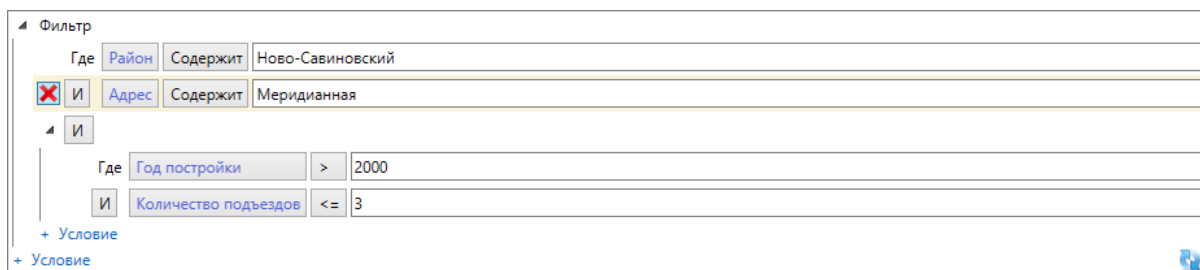 Фильтр
Где Район Содержит Ново-Савиновский
И Адрес Содержит Меридианная
И
Где Год постройки > 2000
И Количество подъездов <= 3
+ Условие
+ Условие